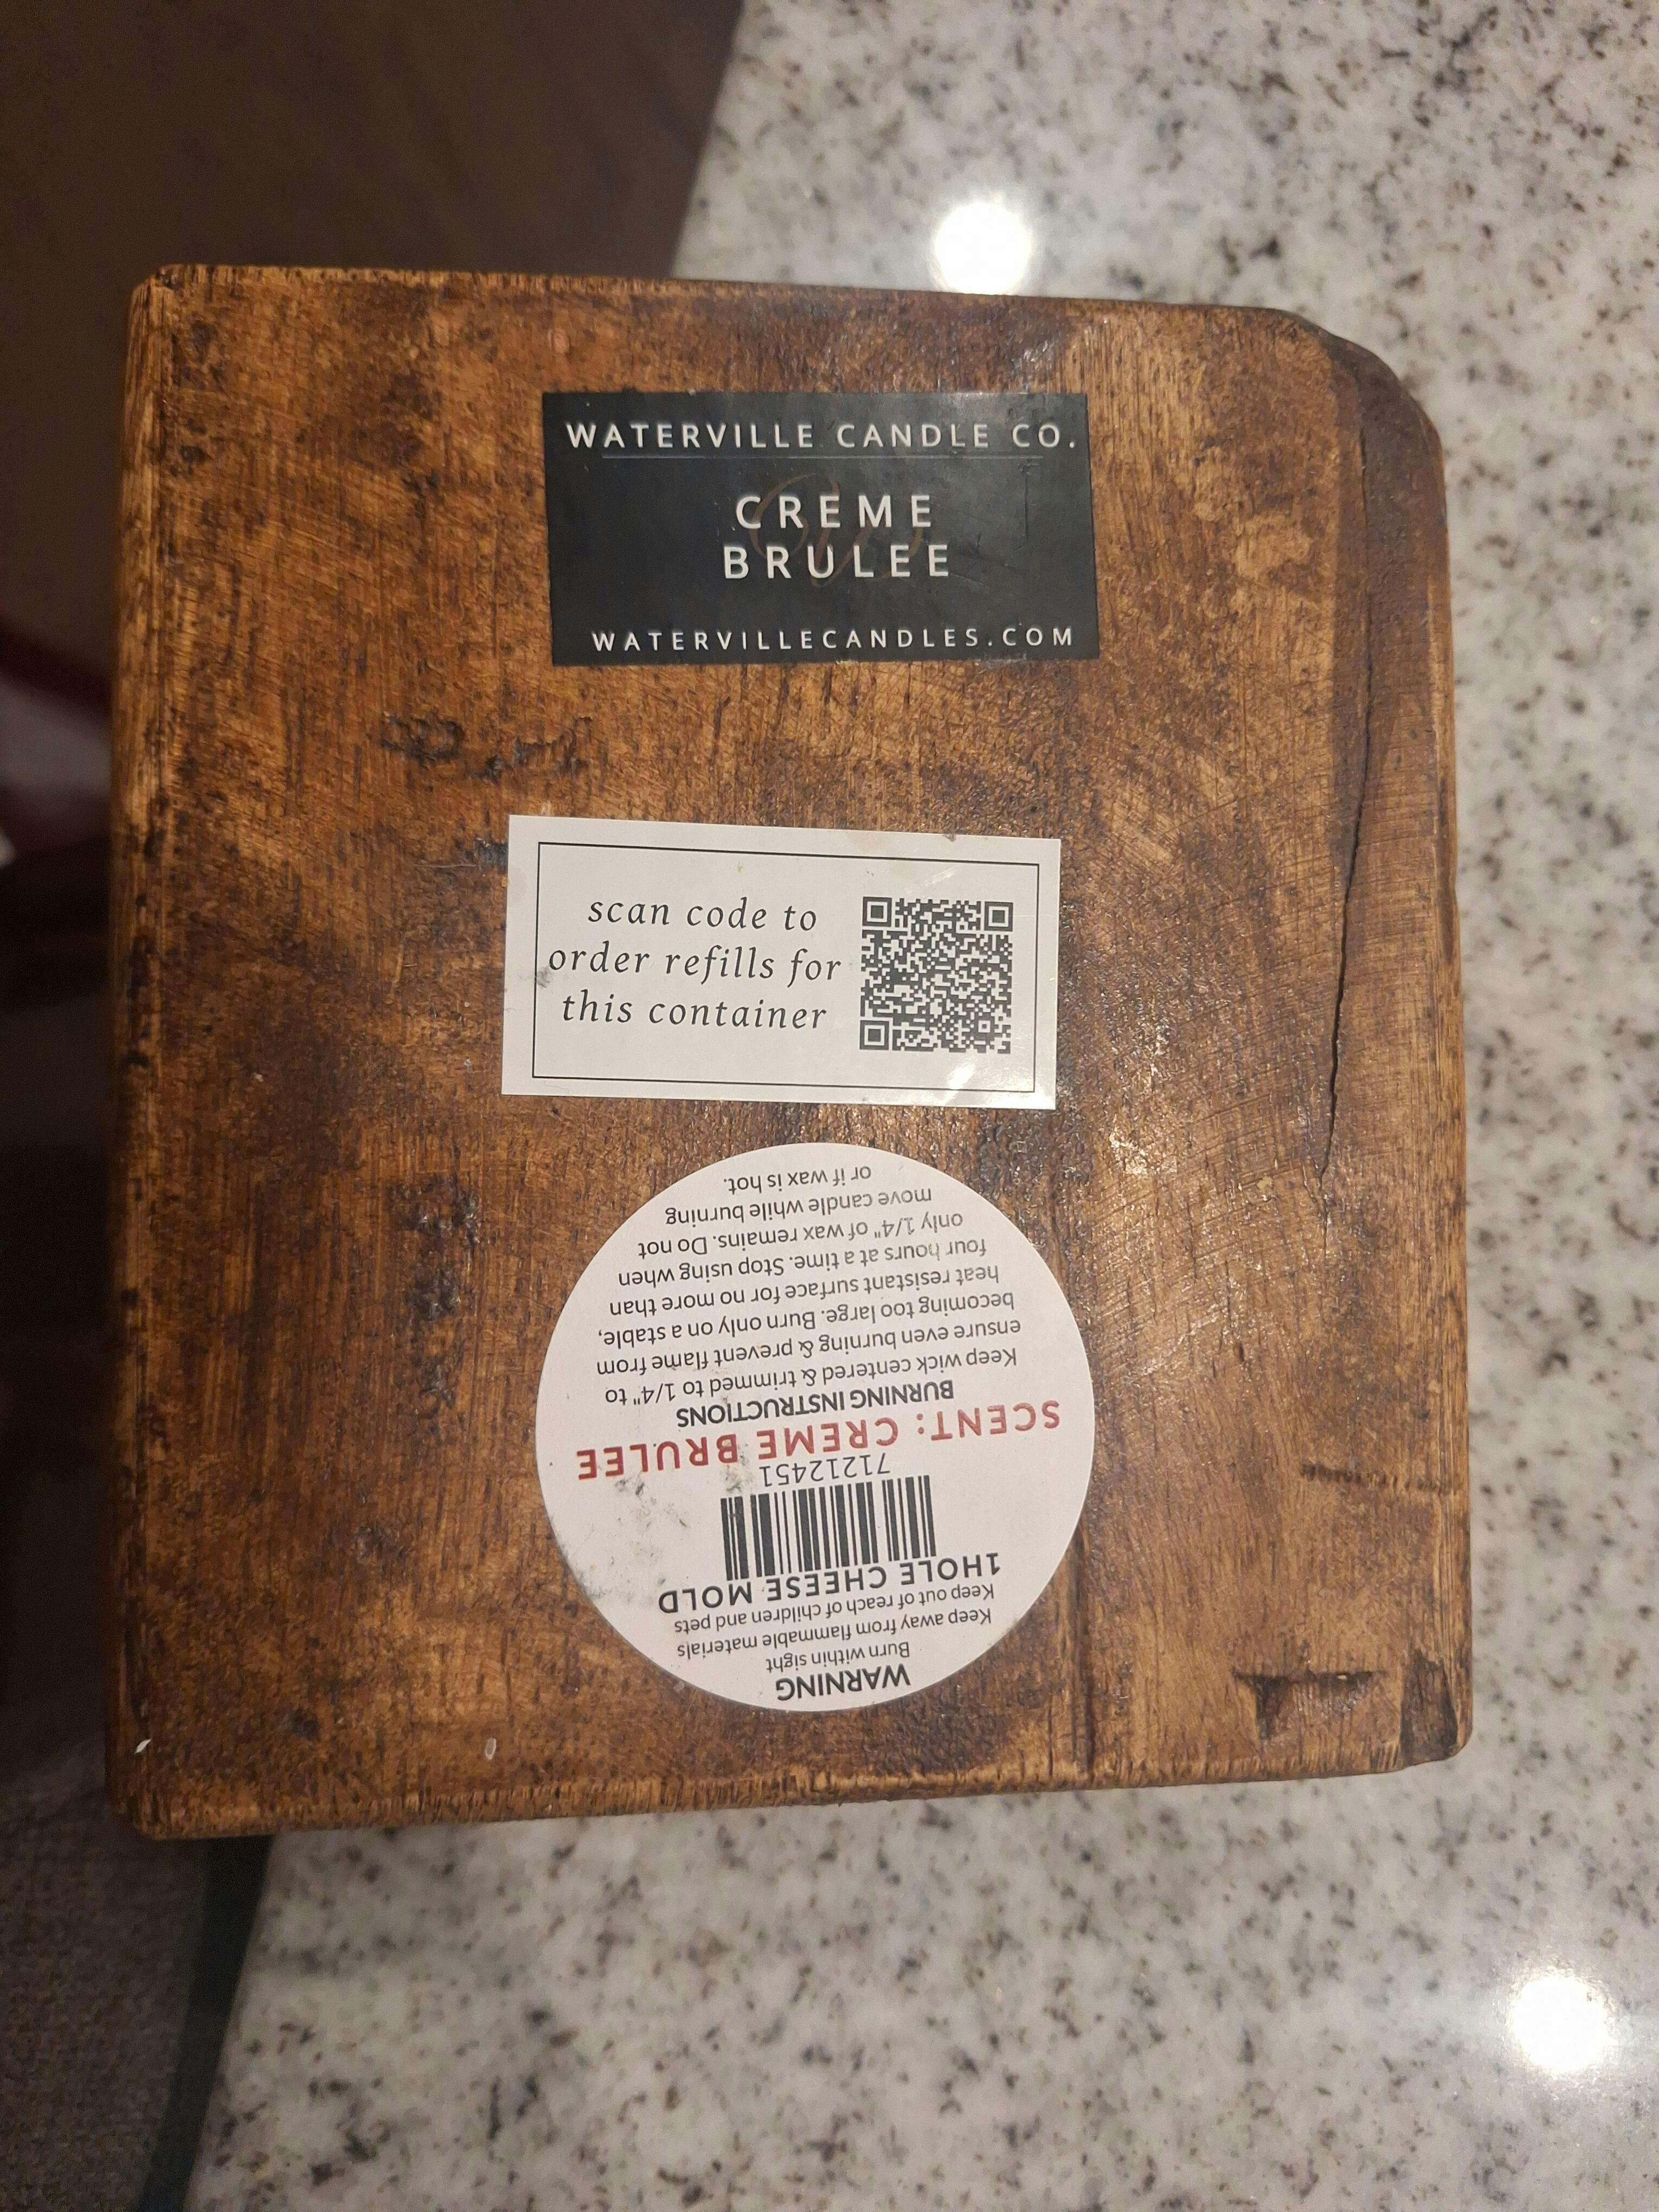 WATERVILLE CANDLE CO.
CREME
BRULEE
WATERVILLECANDLES.COM
scan code to
order refills for
this container
WARNING
Burn within sight
Keep away from flammable materials
Keep out of reach of children and pets
1HOLE CHEESE MOLD
71212451
SCENT: CREME BRULEE
BURNING INSTRUCTIONS
Keep wick centered & trimmed to 1/4" to
ensure even burning & prevent flame from
becoming too large. Burn only on a stable,
heat resistant surface for no more than
four hours at a time. Stop using when
only 1/4" of wax remains. Do not
move candle while burning
or if wax is hot.